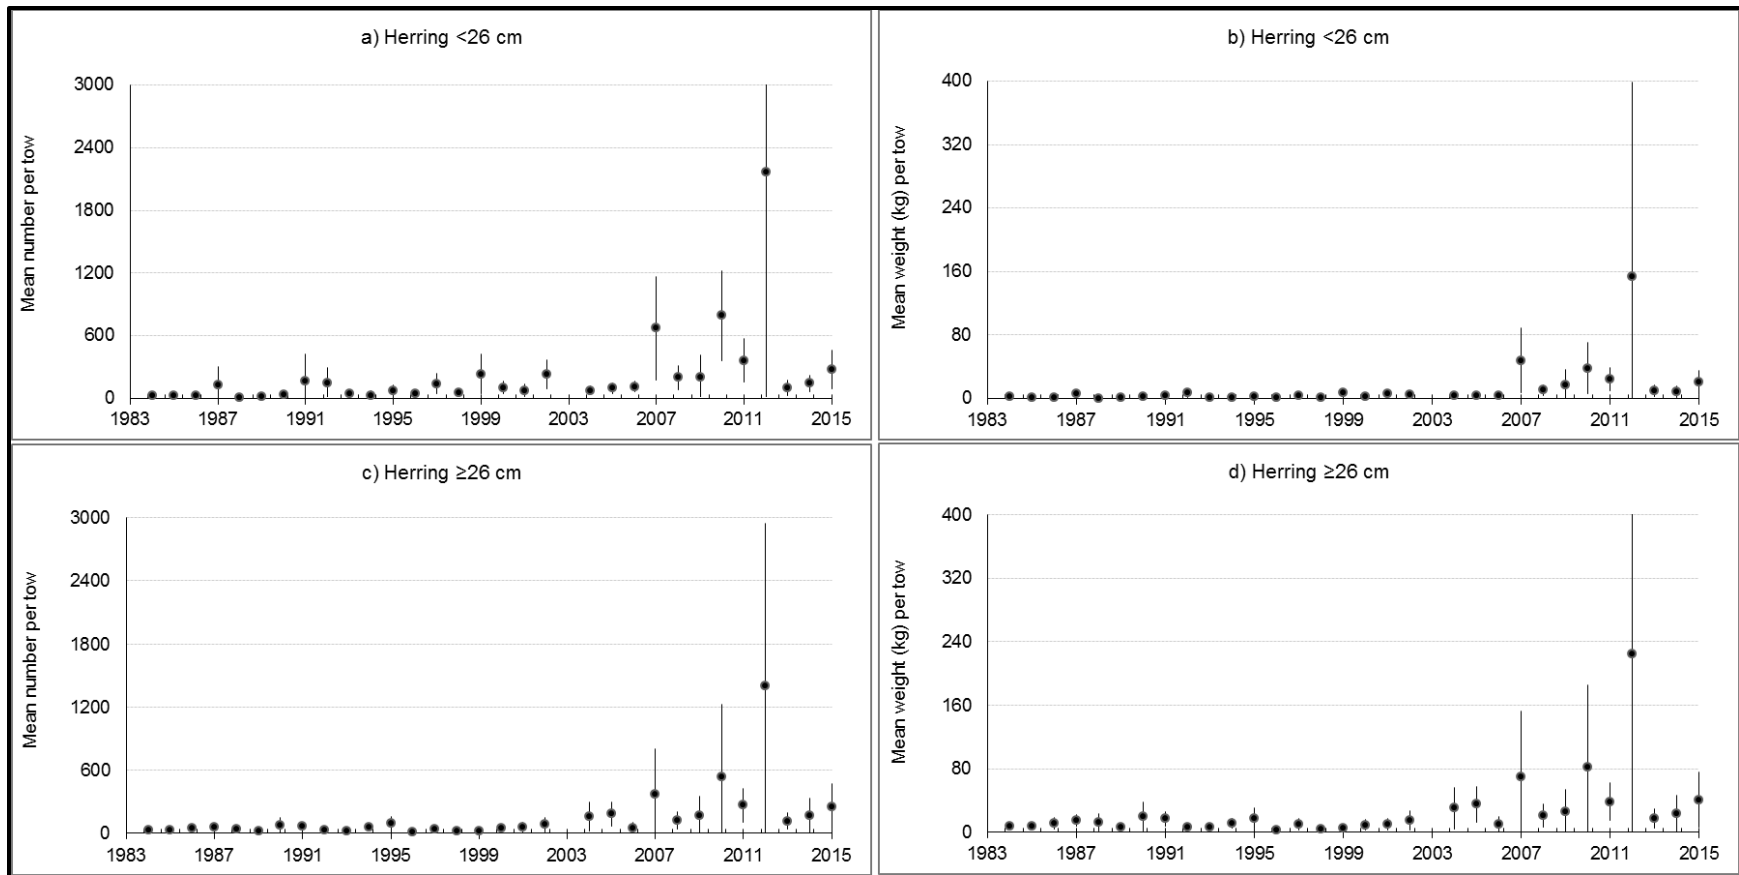 a) Herring <26 cm
Mean number per tow
3000
2400
1800
1200
600
0
1983 1987 1991 1995 1999 2003 2007 2011 2015
b) Herring <26 cm
Mean weight (kg) per tow
400
320
240
160
80
0
1983 1987 1991 1995 1999 2003 2007 2011 2015
c) Herring ≥26 cm
Mean number per tow
3000
2400
1800
1200
600
0
1983 1987 1991 1995 1999 2003 2007 2011 2015
d) Herring ≥26 cm
Mean weight (kg) per tow
400
320
240
160
80
0
1983 1987 1991 1995 1999 2003 2007 2011 2015